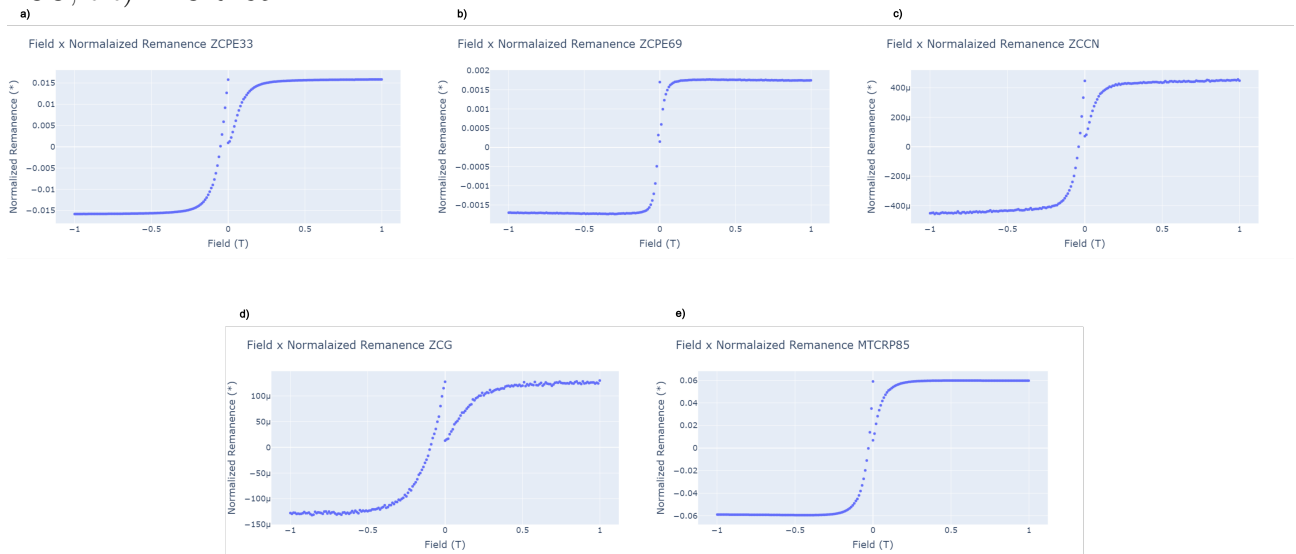 a)
b)
c)
Field x Normalaized Remanence ZCPE33
Field x Normalaized Remanence ZCPE69
Field x Normalaized Remanence ZCCN
Normalized Remanence (*)
0.015
0.01
0.005
0
−0.005
−0.01
−0.015
−1
−0.5
0
0.5
1
Field (T)
Normalized Remanence (*)
0.002
0.0015
0.001
0.0005
0
−0.0005
−0.001
−0.0015
−1
−0.5
0
0.5
1
Field (T)
Normalized Remanence (*)
400μ
200μ
0
−200μ
−400μ
−1
−0.5
0
0.5
1
Field (T)
d)
e)
Field x Normalaized Remanence ZCG
Field x Normalaized Remanence MTCRP85
Normalized Remanence (*)
100μ
50μ
0
−50μ
−100μ
−150μ
−1
−0.5
0
0.5
1
Field (T)
Normalized Remanence (*)
0.06
0.04
0.02
0
−0.02
−0.04
−0.06
−1
−0.5
0
0.5
1
Field (T)